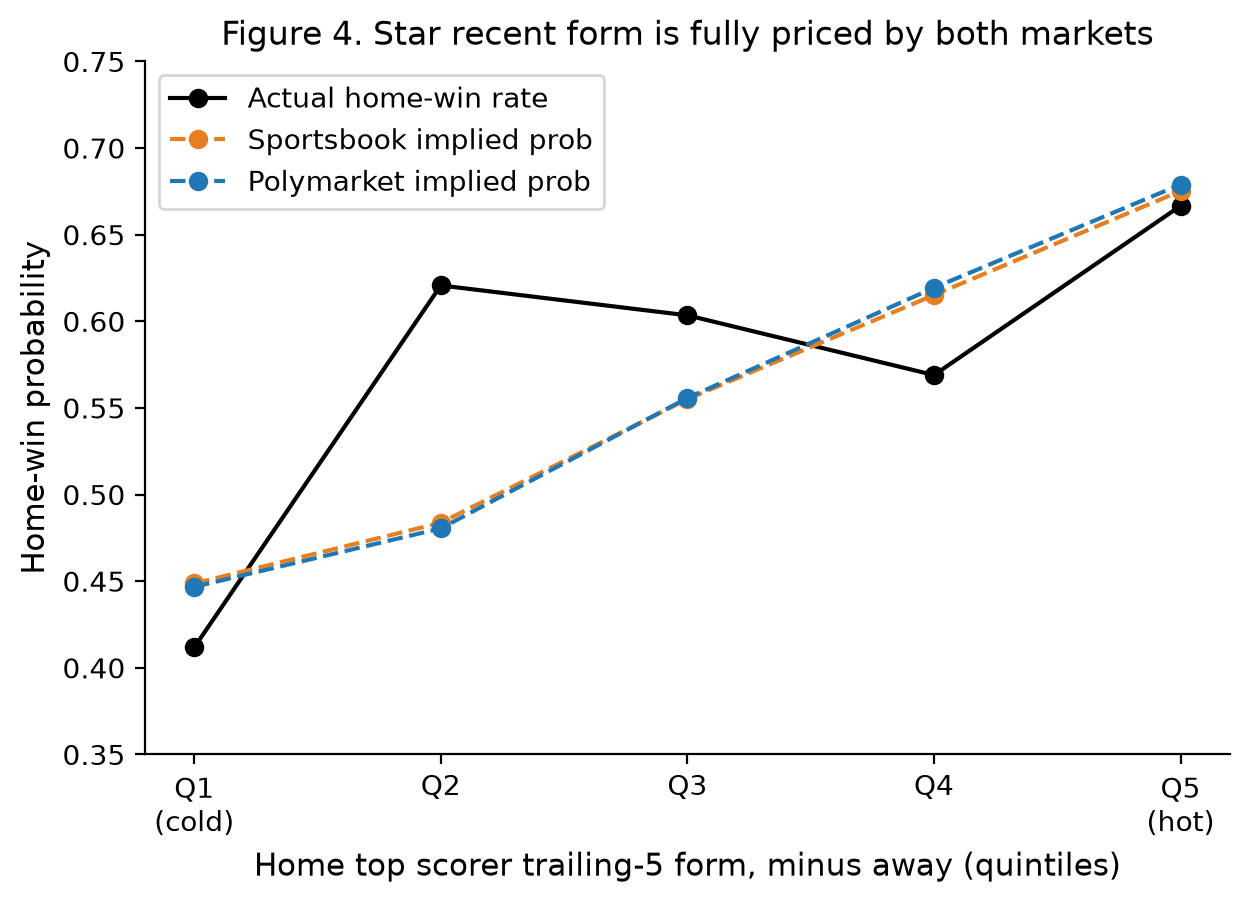 Figure 4. Star recent form is fully priced by both markets
Actual home-win rate
Sportsbook implied prob
Polymarket implied prob
Home-win probability
0.75
0.70
0.65
0.60
0.55
0.50
0.45
0.40
0.35
Q1
(cold)
Q2
Q3
Q4
Q5
(hot)
Home top scorer trailing-5 form, minus away (quintiles)